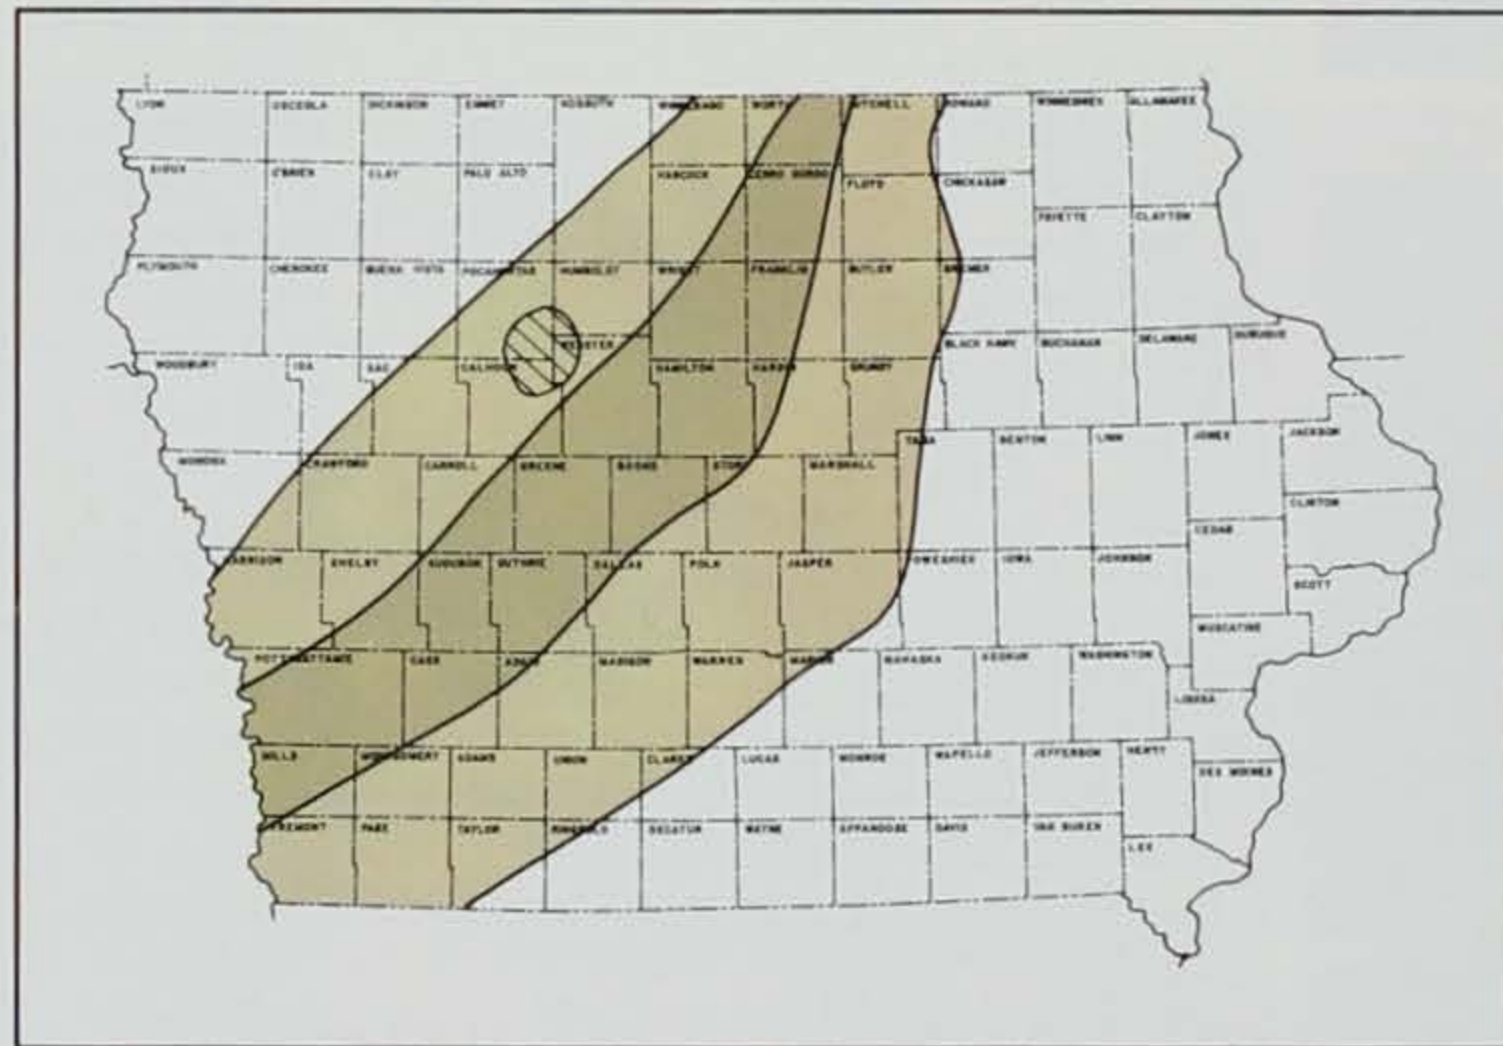 LYON OSCEOLA DICKINSON EMMET KOSSUTH WINNEBAGO WORTH MITCHELL HOWARD WINNESHIEK ALLAMAKEE
SIOUX O'BRIEN CLAY PALO ALTO HANCOCK CERRO GORDO FLOYD CHICKASAW
FAYETTE CLAYTON
PLYMOUTH CHEROKEE BUENA VISTA POCAHONTAS HUMBOLDT WRIGHT FRANKLIN BUTLER BREMER
WOODBURY IDA SAC CALHOUN WEBSTER HAMILTON HARDIN GRUNDY BLACK HAWK BUCHANAN DELAWARE DUBUQUE
MONONA CRAWFORD CARROLL GREENE BOONE STORY MARSHALL TAMA BENTON LINN JONES JACKSON
CLINTON
CEDAR
HARRISON SHELBY AUDUBON GUTHRIE DALLAS POLK JASPER POWESHIEK IOWA JOHNSON
SCOTT
MUSCATINE
POTTAWATTAMIE CASS ADAIR MADISON WARREN MARION MAHASKA KEOKUK WASHINGTON
LOUISA
MILLS MONTGOMERY ADAMS UNION CLARKE LUCAS MONROE WAPELLO JEFFERSON HENRY
DES MOINES
FREMONT PAGE TAYLOR RINGGOLD DECATUR WAYNE APPANOOSE DAVIS VAN BUREN
LEE